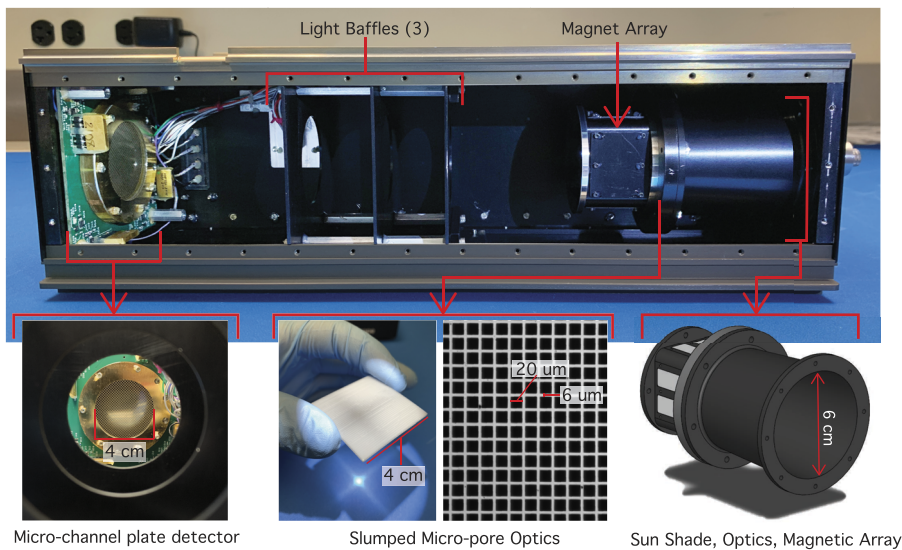 Light Baffles (3)
Magnet Array
4 cm
4 cm
20 um
6 um
6 cm
Micro-channel plate detector
Slumped Micro-pore Optics
Sun Shade, Optics, Magnetic Array